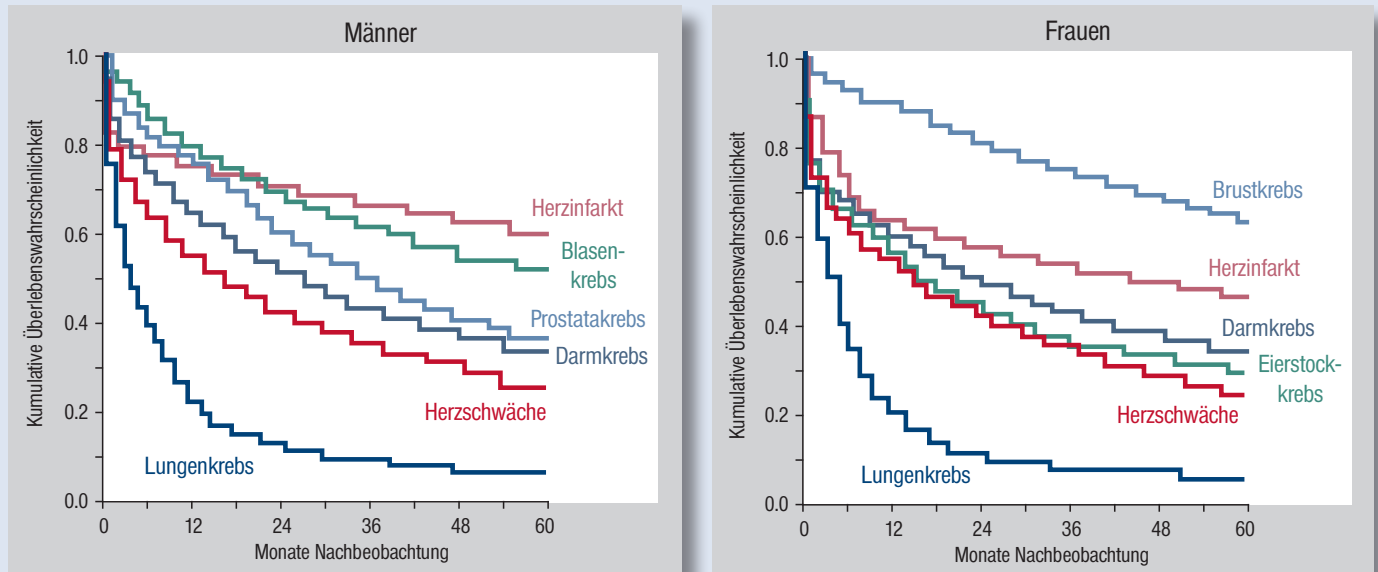 Männer
Kumulative Überlebenswahrscheinlichkeit
1.0
0.8
0.6
0.4
0.2
0.0
Herzinfarkt
Blasen-
krebs
Prostatakrebs
Darmkrebs
Herzschwäche
Lungenkrebs
0 12 24 36 48 60
Monate Nachbeobachtung
Frauen
Kumulative Überlebenswahrscheinlichkeit
1.0
0.8
0.6
0.4
0.2
0.0
Brustkrebs
Herzinfarkt
Darmkrebs
Eierstock-
krebs
Herzschwäche
Lungenkrebs
0 12 24 36 48 60
Monate Nachbeobachtung